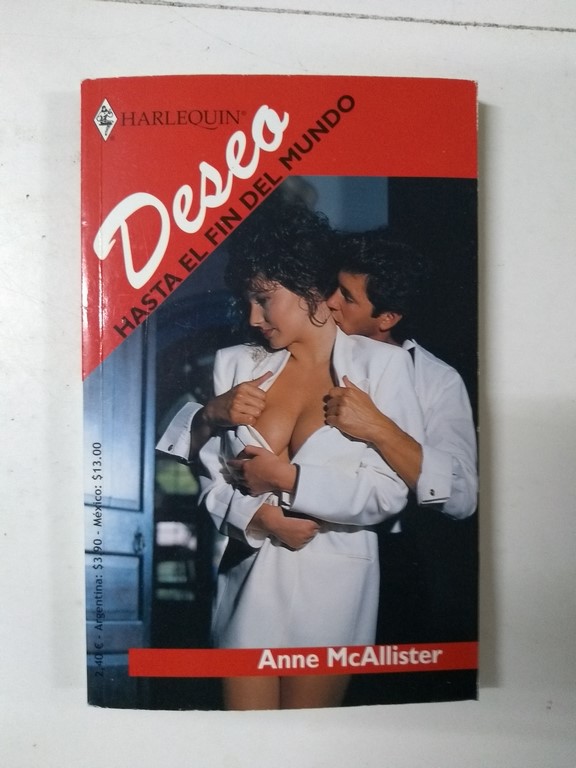 HARLEQUIN®
Deseo
HASTA EL FIN DEL MUNDO
2,40 € - Argentina: $3.90 - México: $13.00
Anne McAllister